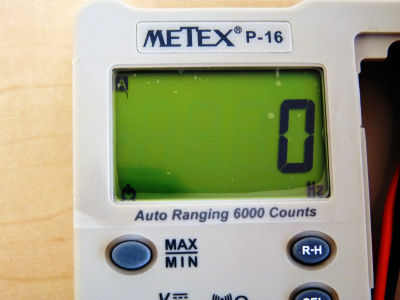 METEX® P-16
A
0
Hz
Auto Ranging 6000 Counts
MAX
MIN
R-H